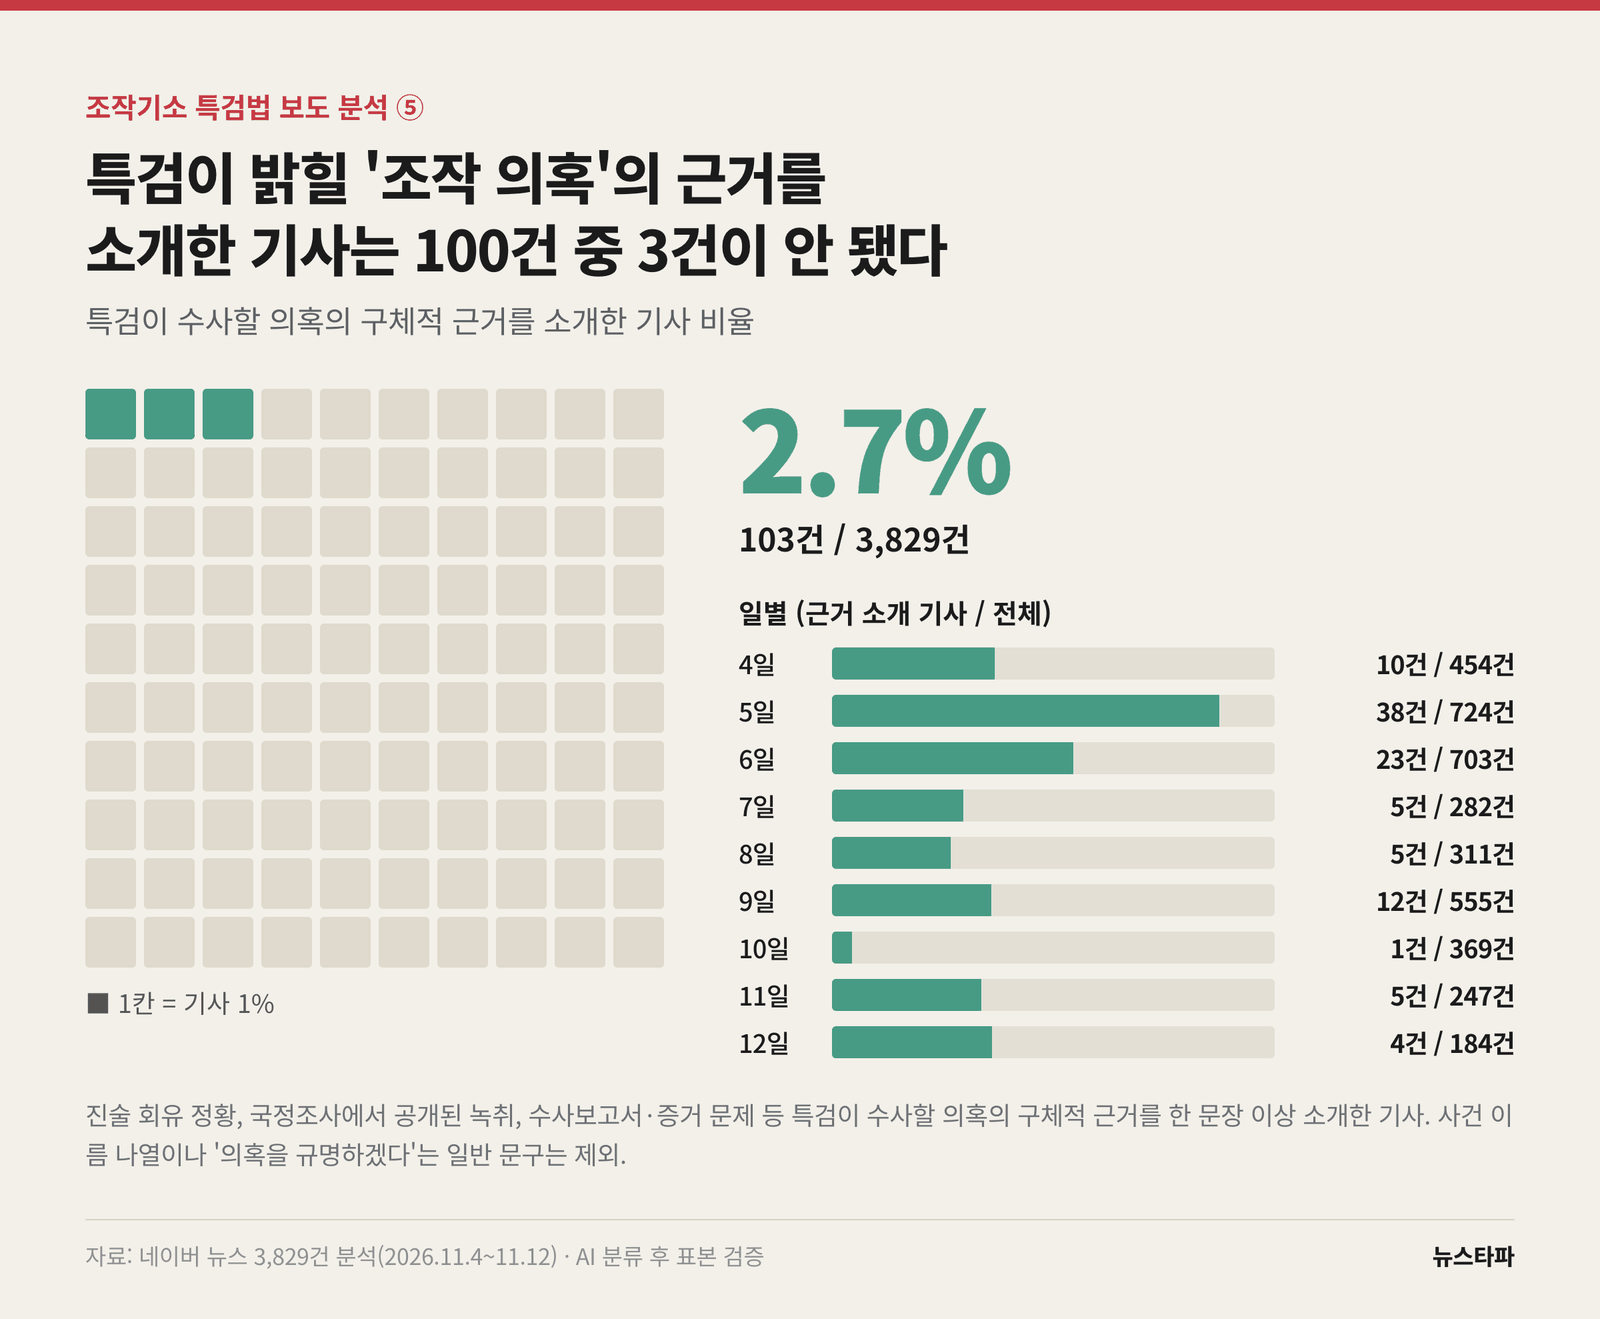 조작기소 특검법 보도 분석 ⑤
특검이 밝힐 '조작 의혹'의 근거를
소개한 기사는 100건 중 3건이 안 됐다
특검이 수사할 의혹의 구체적 근거를 소개한 기사 비율
2.7%
103건 / 3,829건
일별 (근거 소개 기사 / 전체)
4일 10건 / 454건
5일 38건 / 724건
6일 23건 / 703건
7일 5건 / 282건
8일 5건 / 311건
9일 12건 / 555건
10일 1건 / 369건
11일 5건 / 247건
12일 4건 / 184건
■ 1칸 = 기사 1%
진술 회유 정황, 국정조사에서 공개된 녹취, 수사보고서·증거 문제 등 특검이 수사할 의혹의 구체적 근거를 한 문장 이상 소개한 기사. 사건 이
름 나열이나 '의혹을 규명하겠다'는 일반 문구는 제외.
자료: 네이버 뉴스 3,829건 분석(2026.11.4~11.12) · AI 분류 후 표본 검증
뉴스타파